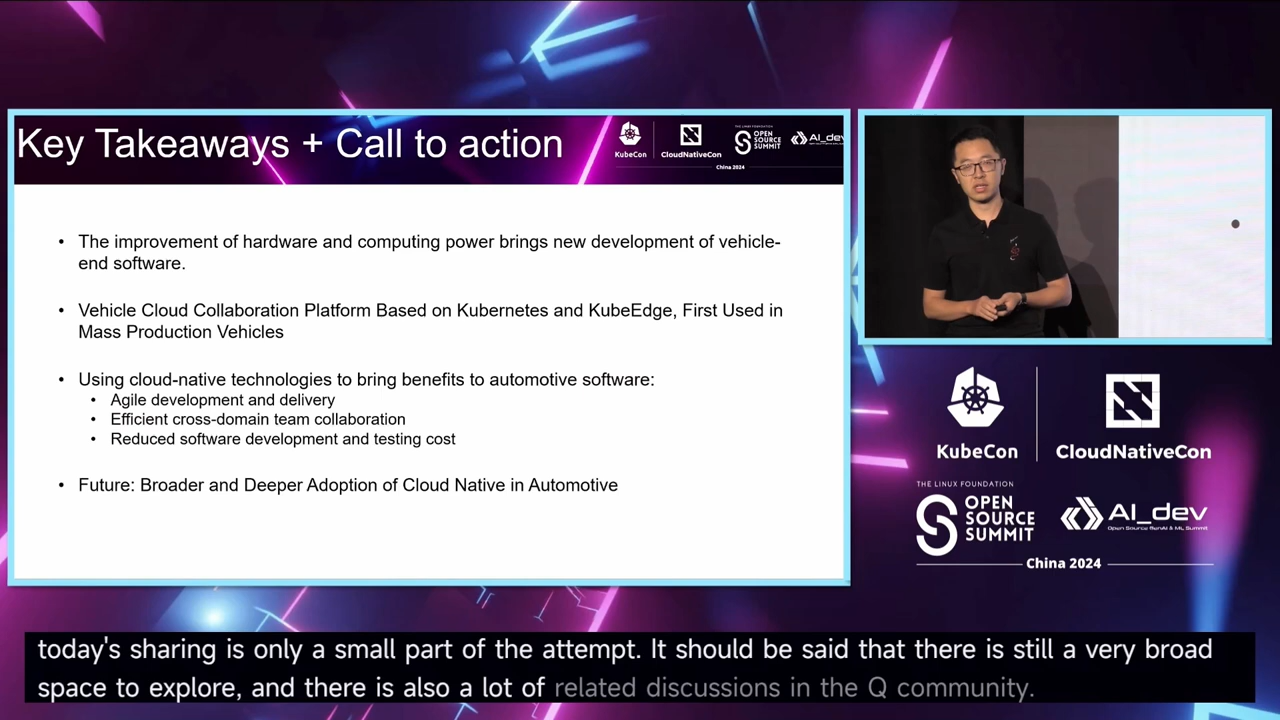 Key Takeaways + Call to action
KubeCon
CloudNativeCon
THE LINUX FOUNDATION
OPEN
SOURCE
SUMMIT
AI_dev
China 2024
• The improvement of hardware and computing power brings new development of vehicle-
end software.
• Vehicle Cloud Collaboration Platform Based on Kubernetes and KubeEdge, First Used in
Mass Production Vehicles
• Using cloud-native technologies to bring benefits to automotive software:
• Agile development and delivery
• Efficient cross-domain team collaboration
• Reduced software development and testing cost
• Future: Broader and Deeper Adoption of Cloud Native in Automotive
KubeCon
CloudNativeCon
THE LINUX FOUNDATION
OPEN
SOURCE
SUMMIT
AI_dev
Open Source GenAI & ML Summit
China 2024
today's sharing is only a small part of the attempt. It should be said that there is still a very broad
space to explore, and there is also a lot of related discussions in the Q community.